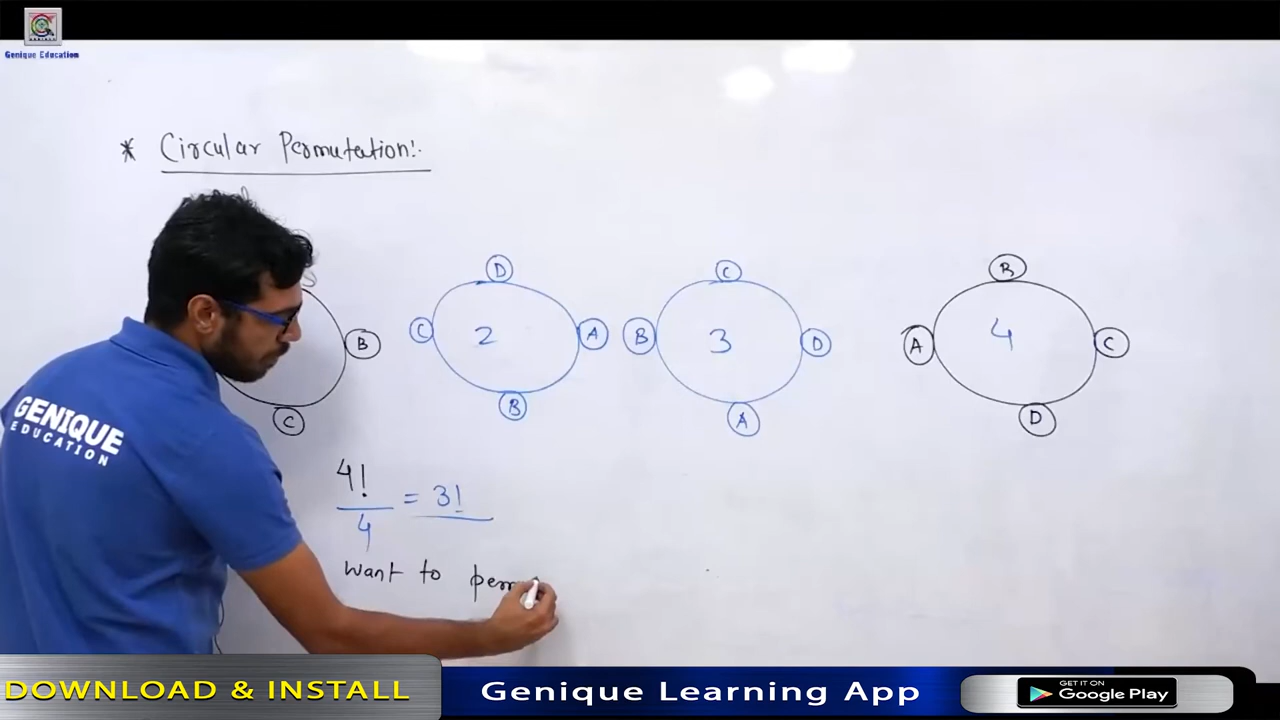 Genique Education
* Circular Permutation:-
B
C
D
C
2
A
B
C
B
3
D
A
B
A
4
C
D
4!
4
= 3!
want to perm
GENIQUE
EDUCATION
DOWNLOAD & INSTALL
Genique Learning App
GET IT ON
Google Play